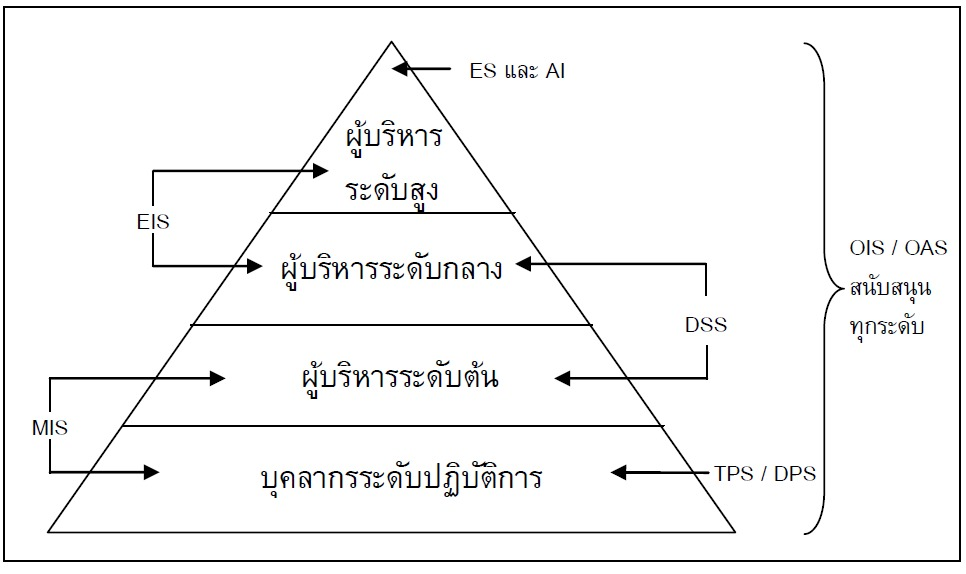 ES และ AI
ผู้บริหาร
ระดับสูง
EIS
ผู้บริหารระดับกลาง
OIS / OAS
สนับสนุน
ทุกระดับ
DSS
ผู้บริหารระดับต้น
MIS
บุคลากรระดับปฏิบัติการ
TPS / DPS